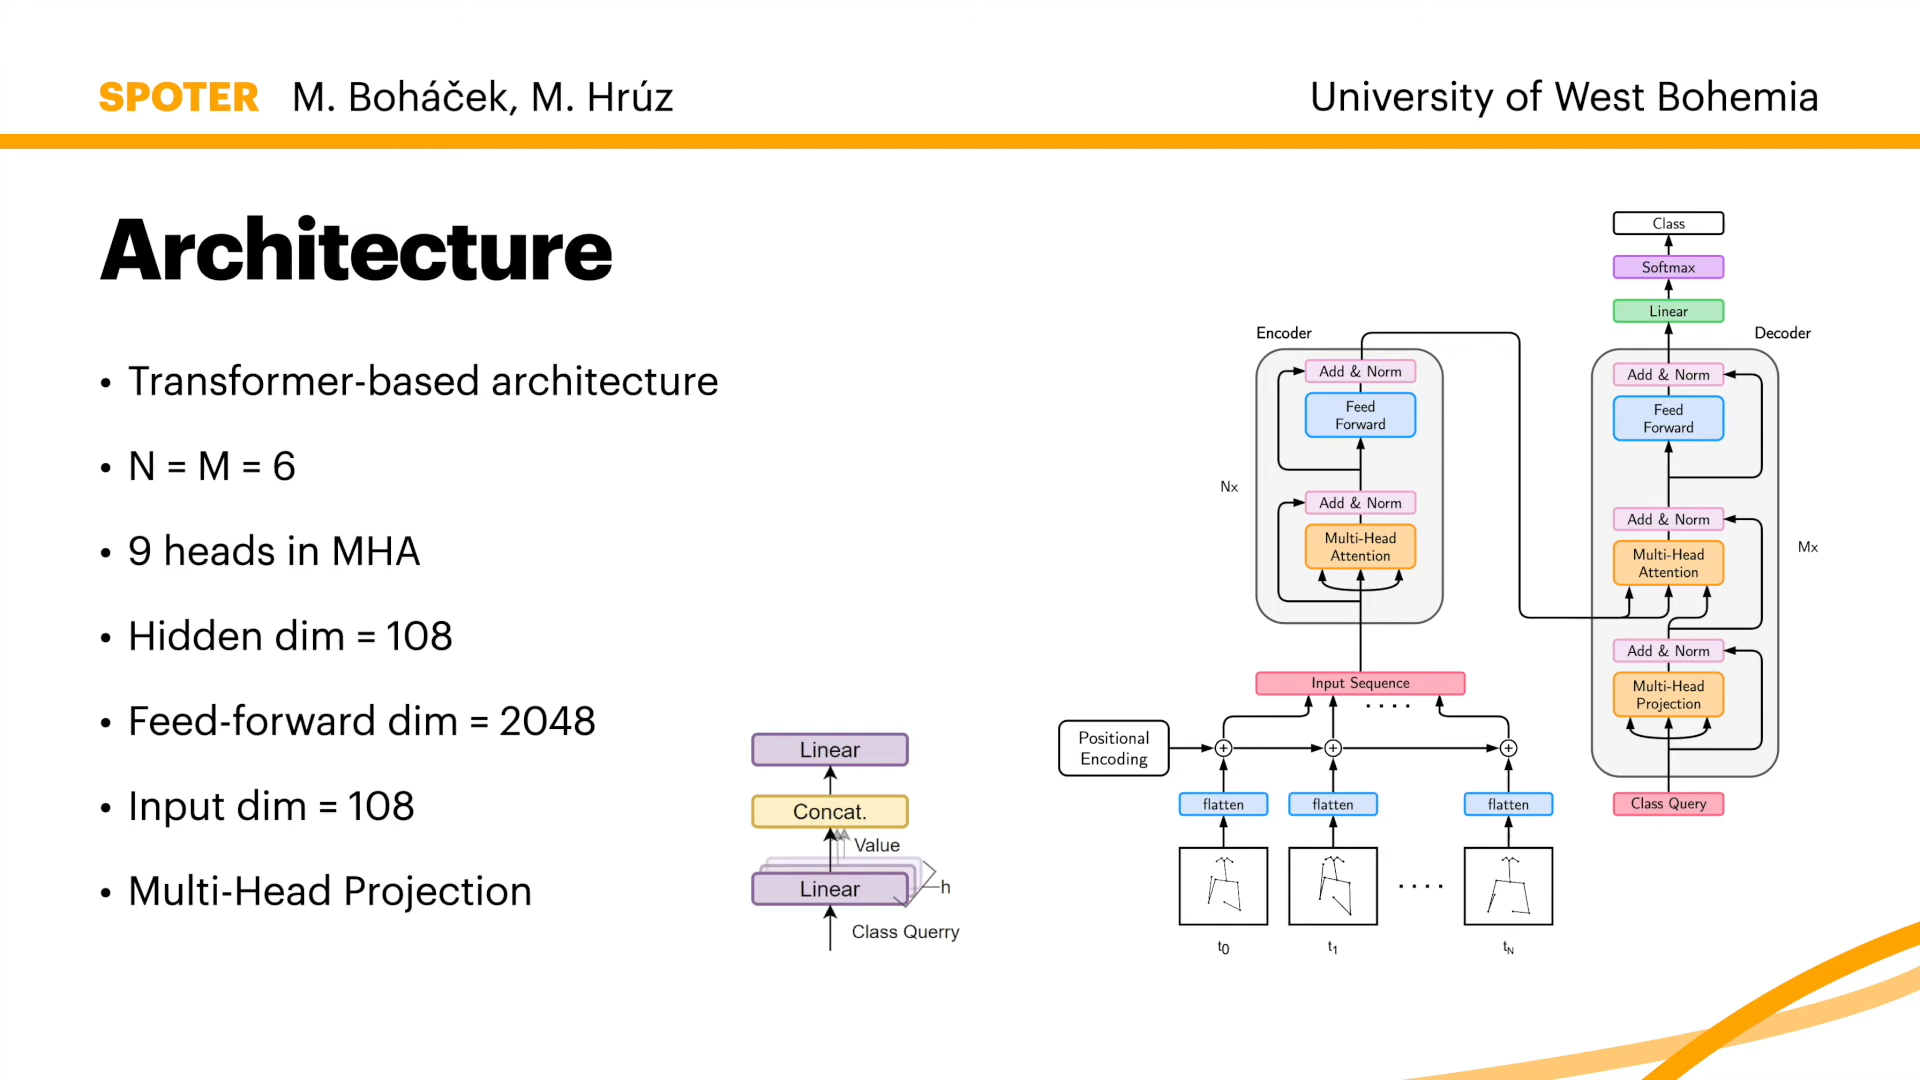 SPOTER M. Boháček, M. Hrúz
University of West Bohemia
Architecture
• Transformer-based architecture
• N = M = 6
• 9 heads in MHA
• Hidden dim = 108
• Feed-forward dim = 2048
• Input dim = 108
• Multi-Head Projection
Linear
Concat.
Value
Linear
h
Class Querry
Encoder
Add & Norm
Feed
Forward
Nx
Add & Norm
Multi-Head
Attention
Input Sequence
. . . .
Positional
Encoding
flatten
flatten
flatten
. . . .
t0
t1
tN
Class
Softmax
Linear
Decoder
Add & Norm
Feed
Forward
Add & Norm
Multi-Head
Attention
Mx
Add & Norm
Multi-Head
Projection
Class Query